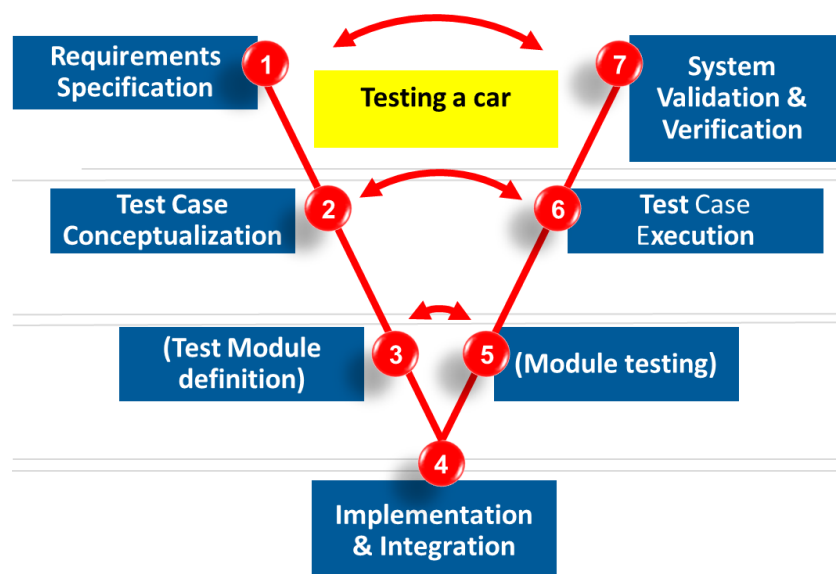 Requirements
Specification
1
Testing a car
7
System
Validation &
Verification
Test Case
Conceptualization
2
6
Test Case
Execution
(Test Module
definition)
3
5
(Module testing)
4
Implementation
& Integration